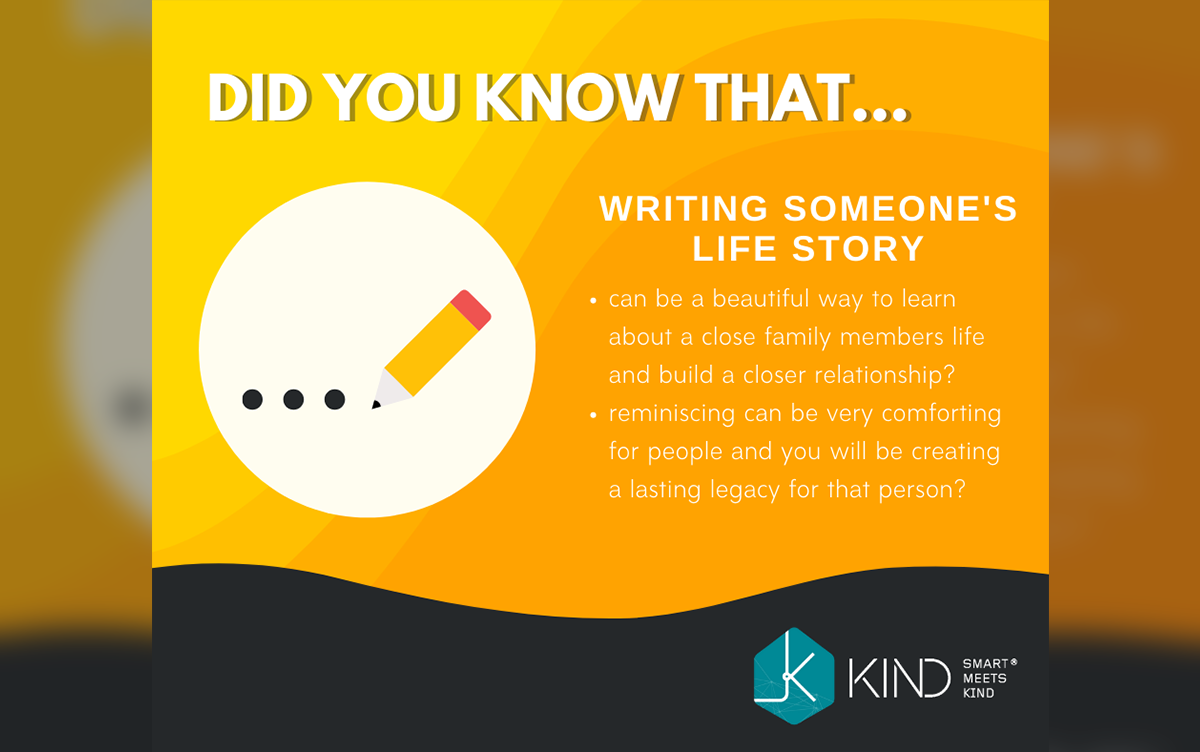 DID YOU KNOW THAT...
WRITING SOMEONE'S
LIFE STORY
• can be a beautiful way to learn
about a close family members life
and build a closer relationship?
• reminiscing can be very comforting
for people and you will be creating
a lasting legacy for that person?
KIND
SMART®
MEETS
KIND